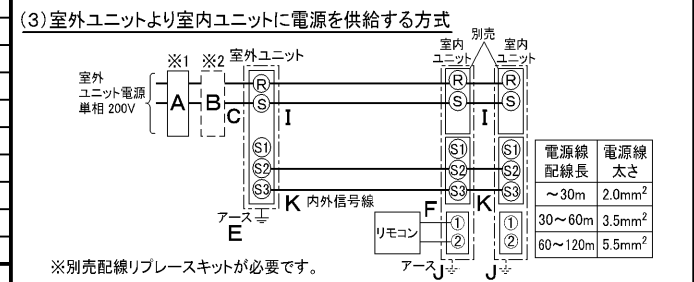 (3)室外ユニットより室内ユニットに電源を供給する方式
別売
※1 ※2 室外ユニット 室内ユニット 室内ユニット
室外
ユニット電源
単相 200V
A B C
R R R
S I S I S
S1 S1 S1
S2 S2 S2
S3 S3 S3
K 内外信号線 F K
アース
E
リモコン
① ①
② ②
アース J J
電源線配線長 電源線太さ
～30m 2.0mm²
30～60m 3.5mm²
60～120m 5.5mm²
※別売配線リプレースキットが必要です。